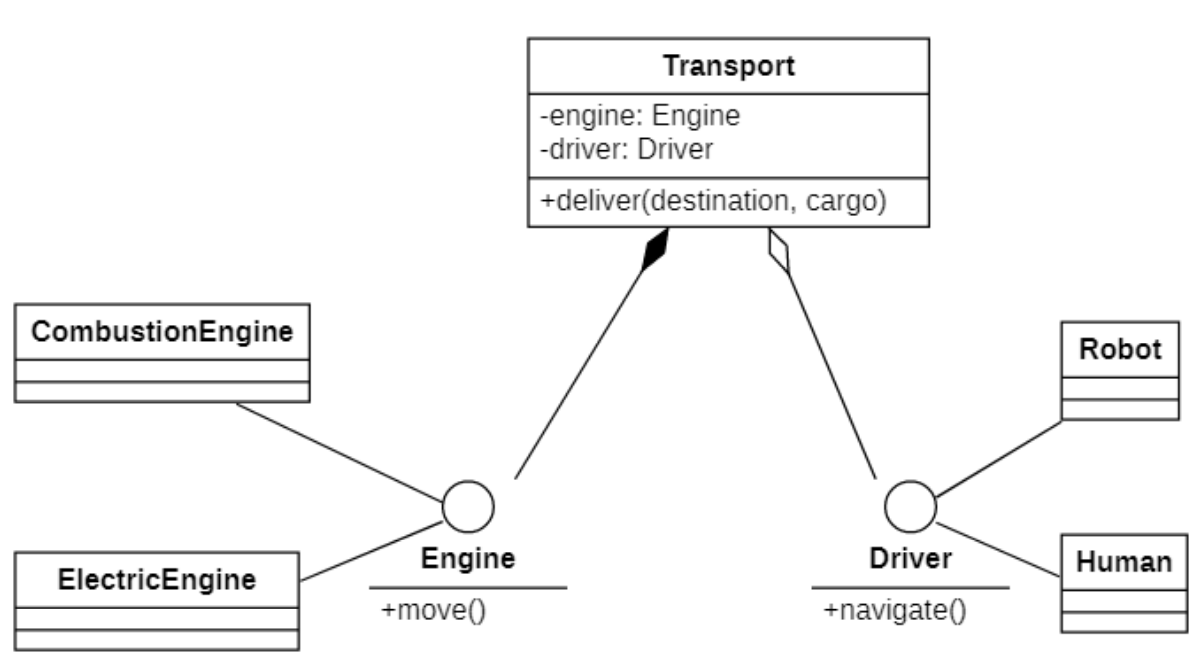 Transport
-engine: Engine
-driver: Driver
+deliver(destination, cargo)
CombustionEngine
Robot
ElectricEngine
Engine
+move()
Driver
+navigate()
Human